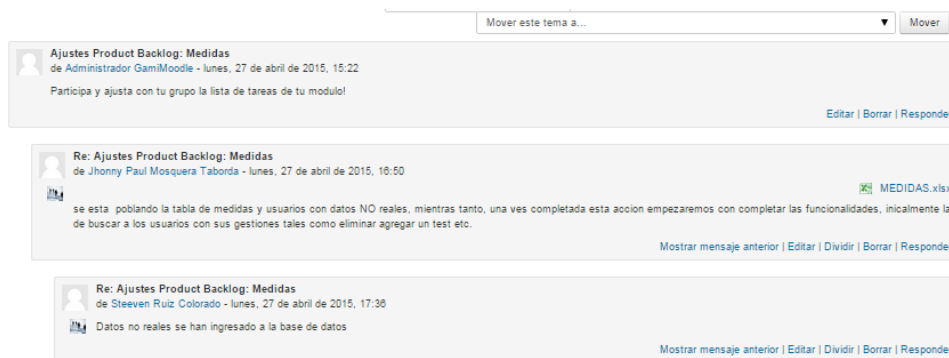 Mover este tema a... Mover
Ajustes Product Backlog: Medidas
de Administrador GamiMoodle - lunes, 27 de abril de 2015, 15:22
Participa y ajusta con tu grupo la lista de tareas de tu modulo!
Editar | Borrar | Responde
Re: Ajustes Product Backlog: Medidas
de Jhonny Paul Mosquera Taborda - lunes, 27 de abril de 2015, 16:50
MEDIDAS.xlsx
se esta poblando la tabla de medidas y usuarios con datos NO reales, mientras tanto, una ves completada esta accion empezaremos con completar las funcionalidades, inicalmente la
de buscar a los usuarios con sus gestiones tales como eliminar agregar un test etc.
Mostrar mensaje anterior | Editar | Dividir | Borrar | Responde
Re: Ajustes Product Backlog: Medidas
de Steeven Ruiz Colorado - lunes, 27 de abril de 2015, 17:36
Datos no reales se han ingresado a la base de datos
Mostrar mensaje anterior | Editar | Dividir | Borrar | Responde